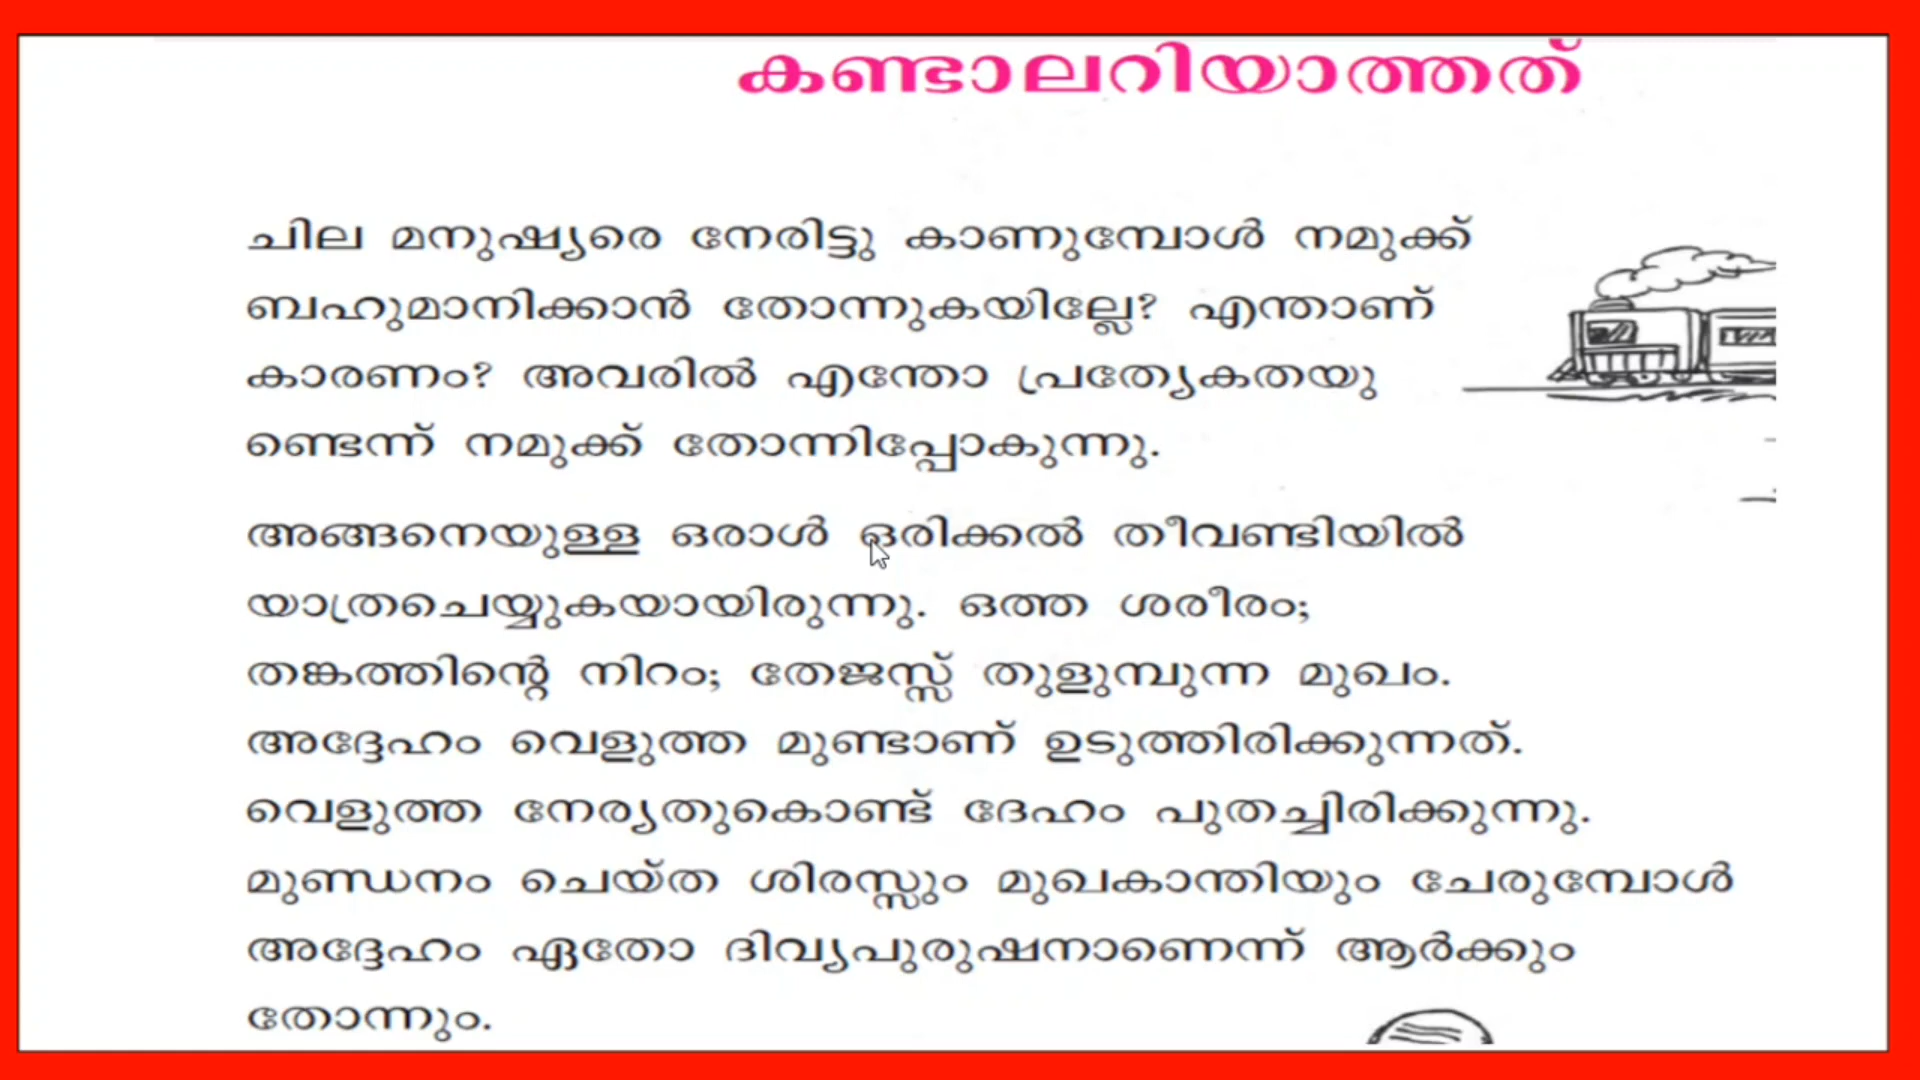 കണ്ടാലറിയാത്തത്
ചില മനുഷ്യരെ നേരിട്ടു കാണുമ്പോൾ നമുക്ക്
ബഹുമാനിക്കാൻ തോന്നുകയില്ലേ? എന്താണ്
കാരണം? അവരിൽ എന്തോ പ്രത്യേകതയു
ണ്ടെന്ന് നമുക്ക് തോന്നിപ്പോകുന്നു.
അങ്ങനെയുള്ള ഒരാൾ ഒരിക്കൽ തീവണ്ടിയിൽ
യാത്രചെയ്യുകയായിരുന്നു. ഒത്ത ശരീരം;
തങ്കത്തിന്റെ നിറം; തേജസ്സ് തുളുമ്പുന്ന മുഖം.
അദ്ദേഹം വെളുത്ത മുണ്ടാണ് ഉടുത്തിരിക്കുന്നത്.
വെളുത്ത നേര്യതുകൊണ്ട് ദേഹം പുതച്ചിരിക്കുന്നു.
മുണ്ഡനം ചെയ്ത ശിരസ്സും മുഖകാന്തിയും ചേരുമ്പോൾ
അദ്ദേഹം ഏതോ ദിവ്യപുരുഷനാണെന്ന് ആർക്കും
തോന്നും.